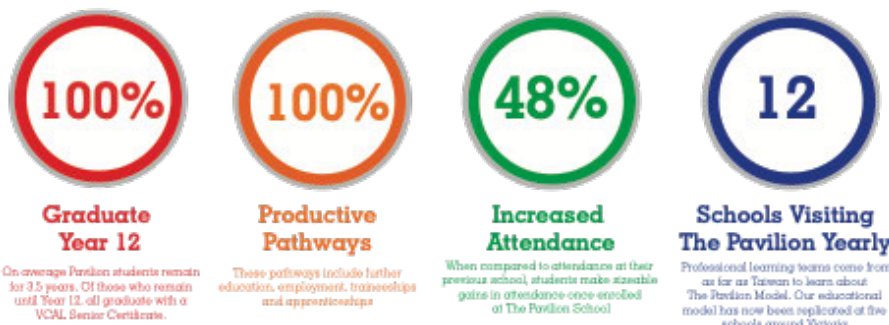 100%
Graduate
Year 12
On average Pavilion students remain
for 3.5 years. Of those who remain
until Year 12, all graduate with a
VCAL Senior Certificate.
100%
Productive
Pathways
These pathways include further
education, employment, traineeships
and apprenticeships
48%
Increased
Attendance
When compared to attendance at their
previous school, students make sizeable
gains in attendance once enrolled
at The Pavilion School
12
Schools Visiting
The Pavilion Yearly
Professional learning teams come from
as far as Taiwan to learn about
The Pavilion Model. Our educational
model has now been replicated at five
schools around Victoria